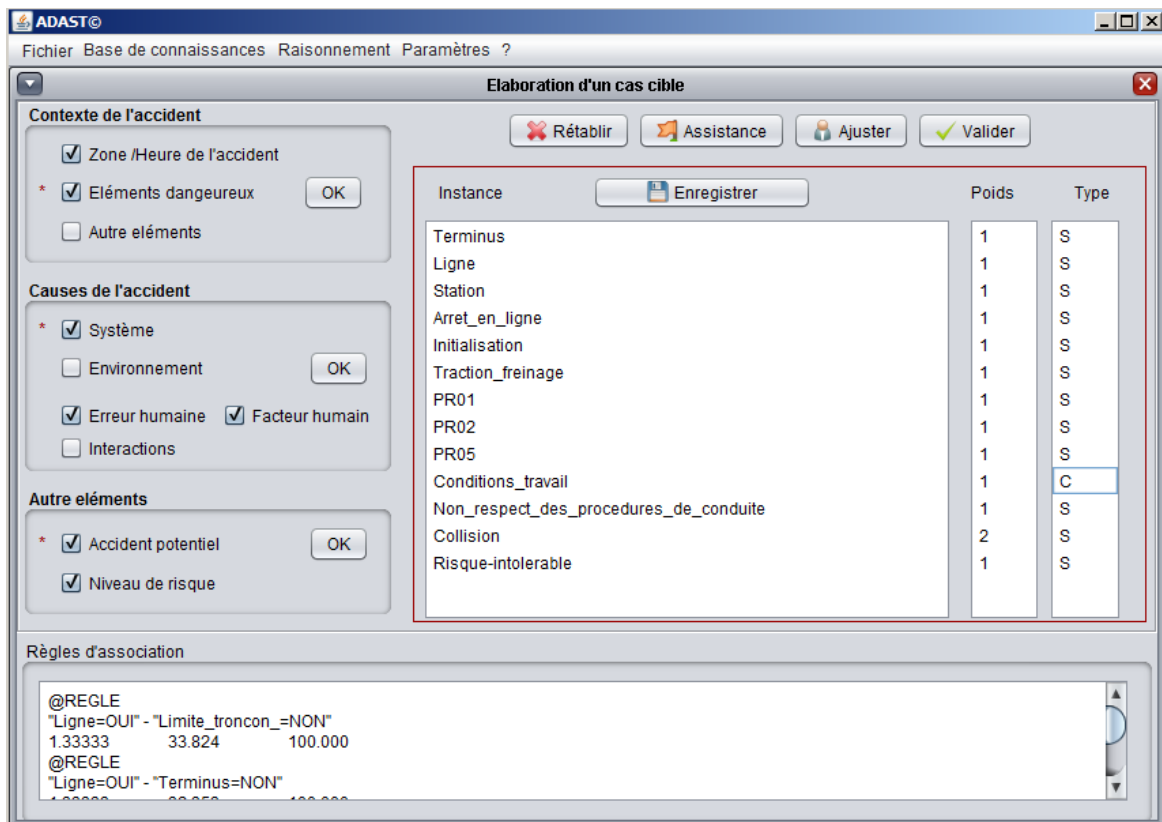 ADAST©
Fichier Base de connaissances Raisonnement Paramètres ?
Elaboration d'un cas cible
Contexte de l'accident
Zone /Heure de l'accident
* Eléments dangeureux OK
Autre eléments
Causes de l'accident
* Système
Environnement OK
Erreur humaine Facteur humain
Interactions
Autre eléments
* Accident potentiel OK
Niveau de risque
Rétablir Assistance Ajuster Valider
Instance Enregistrer Poids Type
Terminus 1 S
Ligne 1 S
Station 1 S
Arret_en_ligne 1 S
Initialisation 1 S
Traction_freinage 1 S
PR01 1 S
PR02 1 S
PR05 1 S
Conditions_travail 1 C
Non_respect_des_procedures_de_conduite 1 S
Collision 2 S
Risque-intolerable 1 S
Règles d'association
@REGLE
"Ligne=OUI" - "Limite_troncon_=NON"
1.33333 33.824 100.000
@REGLE
"Ligne=OUI" - "Terminus=NON"